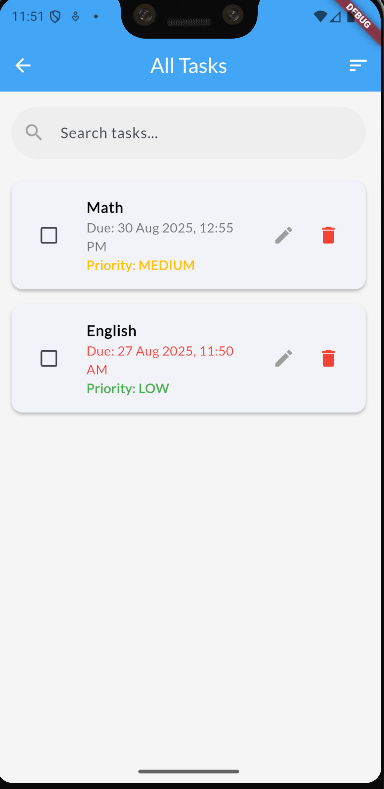 11:51
DEBUG
All Tasks
Search tasks...
Math
Due: 30 Aug 2025, 12:55
PM
Priority: MEDIUM
English
Due: 27 Aug 2025, 11:50
AM
Priority: LOW